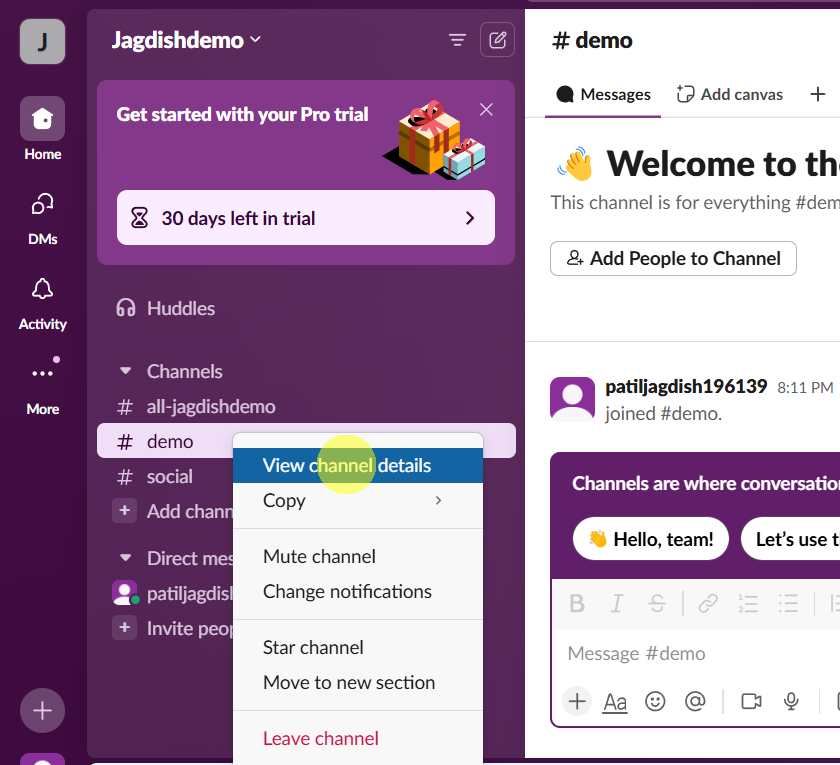 J
Jagdishdemo
# demo
Get started with your Pro trial
30 days left in trial
Home
DMs
Activity
More
Huddles
Channels
# all-jagdishdemo
# demo
# social
Add chann
Direct mes
patiljagdish
Invite peop
View channel details
Copy
Mute channel
Change notifications
Star channel
Move to new section
Leave channel
Messages Add canvas
Welcome to th
This channel is for everything #dem
Add People to Channel
patiljagdish196139 8:11 PM
joined #demo.
Channels are where conversation
Hello, team! Let's use t
B I S
Message #demo
Aa @